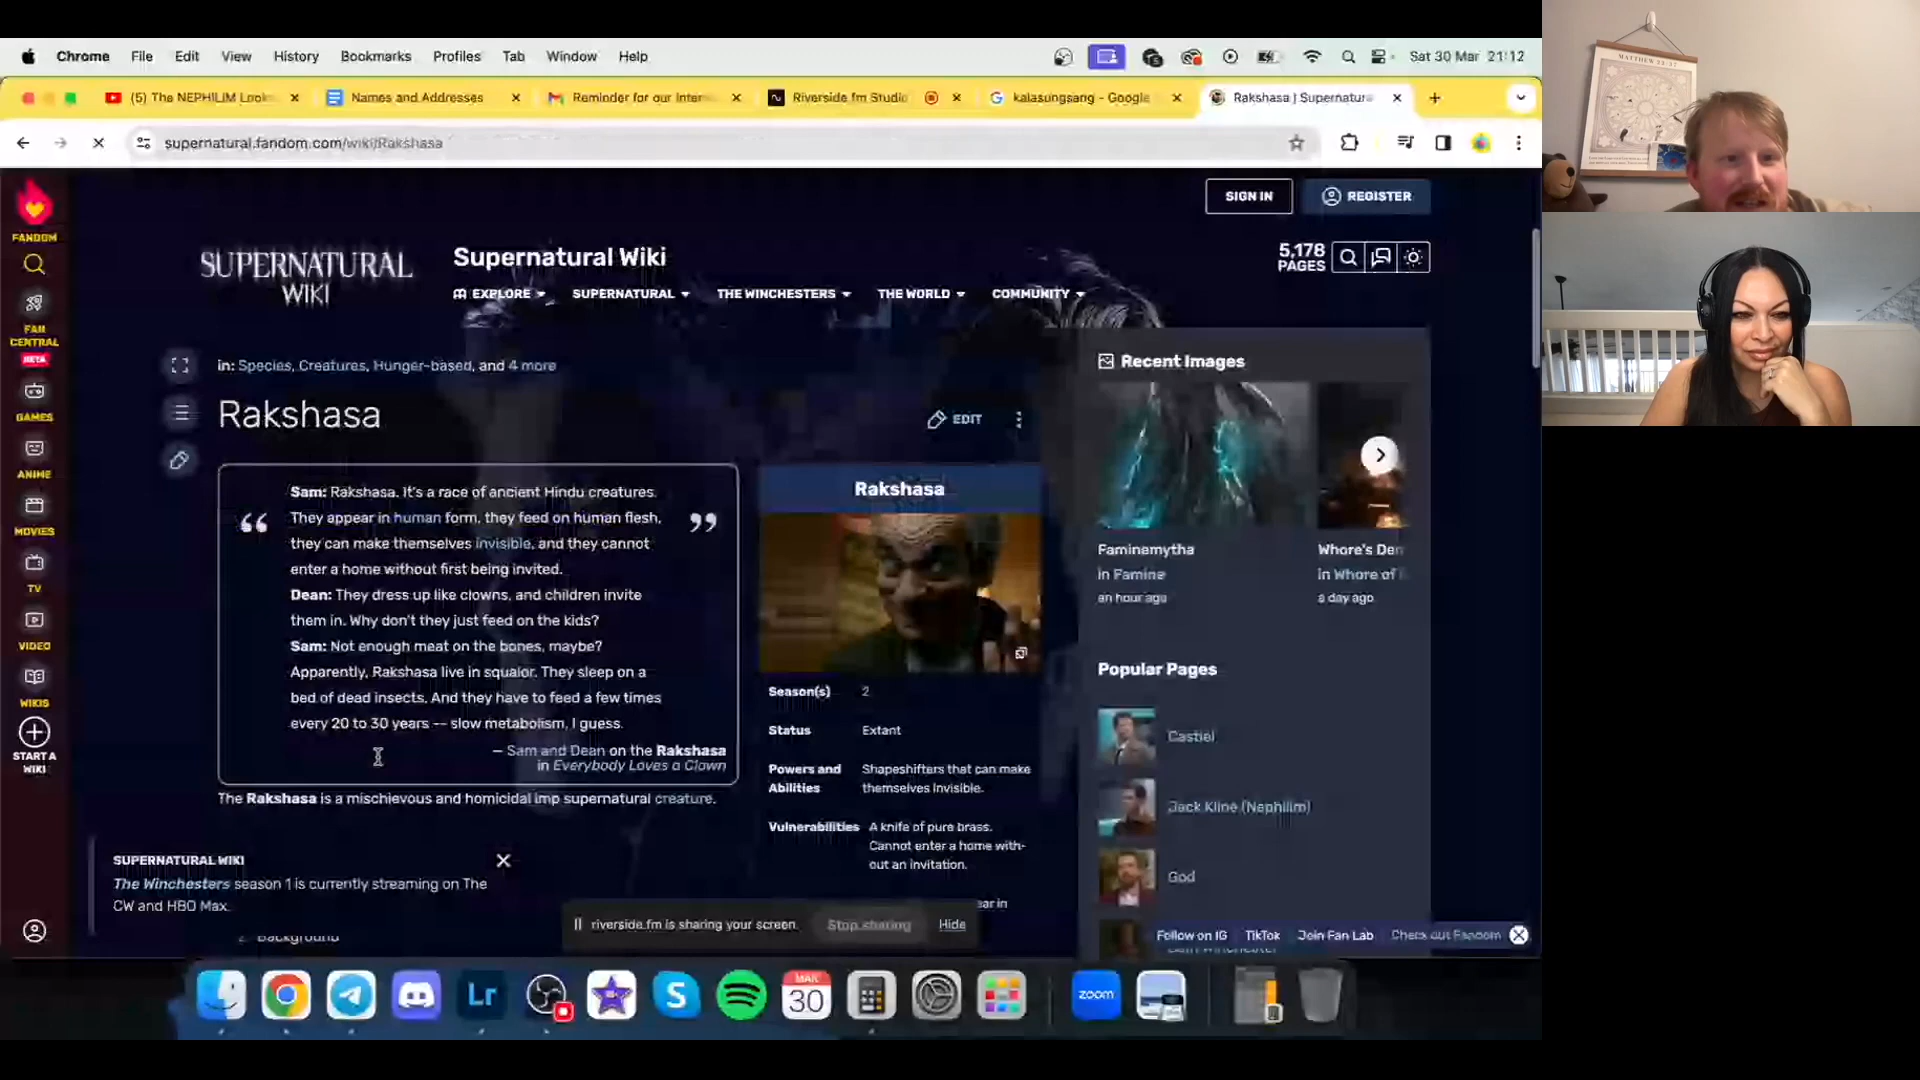 Chrome File Edit View History Bookmarks Profiles Tab Window Help Sat 30 Mar 21:12
(5) The NEPHILIM Look Names and Addresses Reminder for our Inter Riverside.fm Studio kalasungsang - Google Rakshasa | Supernatura
supernatural.fandom.com/wiki/Rakshasa
MATTHEW
SIGN IN REGISTER
FANDOM
SUPERNATURAL
WIKI
Supernatural Wiki
5,178
PAGES
EXPLORE SUPERNATURAL THE WINCHESTERS THE WORLD COMMUNITY
FAN
CENTRAL
BETA
GAMES
ANIME
MOVIES
TV
VIDEO
WIKIS
START A
WIKI
in: Species, Creatures, Hunger-based, and 4 more
Rakshasa
EDIT
“ Sam: Rakshasa. It's a race of ancient Hindu creatures.
They appear in human form, they feed on human flesh, ”
they can make themselves invisible, and they cannot
enter a home without first being invited.
Dean: They dress up like clowns, and children invite
them in. Why don't they just feed on the kids?
Sam: Not enough meat on the bones, maybe?
Apparently, Rakshasa live in squalor. They sleep on a
bed of dead insects. And they have to feed a few times
every 20 to 30 years -- slow metabolism, I guess.
— Sam and Dean on the Rakshasa
in Everybody Loves a Clown
The Rakshasa is a mischievous and homicidal imp supernatural creature.
Rakshasa
Season(s) 2
Status Extant
Powers and Abilities
Shapeshifters that can make
themselves invisible.
Vulnerabilities
A knife of pure brass.
Cannot enter a home with-
out an invitation.
ear in
Recent Images
Faminemytha
in Famine
an hour ago
Whore's De
in Whore of
a day ago
Popular Pages
Castiel
Jack Kline (Nephilim)
God
SUPERNATURAL WIKI
The Winchesters season 1 is currently streaming on The
CW and HBO Max.
2 Background
riverside.fm is sharing your screen. Stop sharing Hide
Follow on IG TikTok Join Fan Lab Check out Fandom
Lr
S
MAR
30
zoom